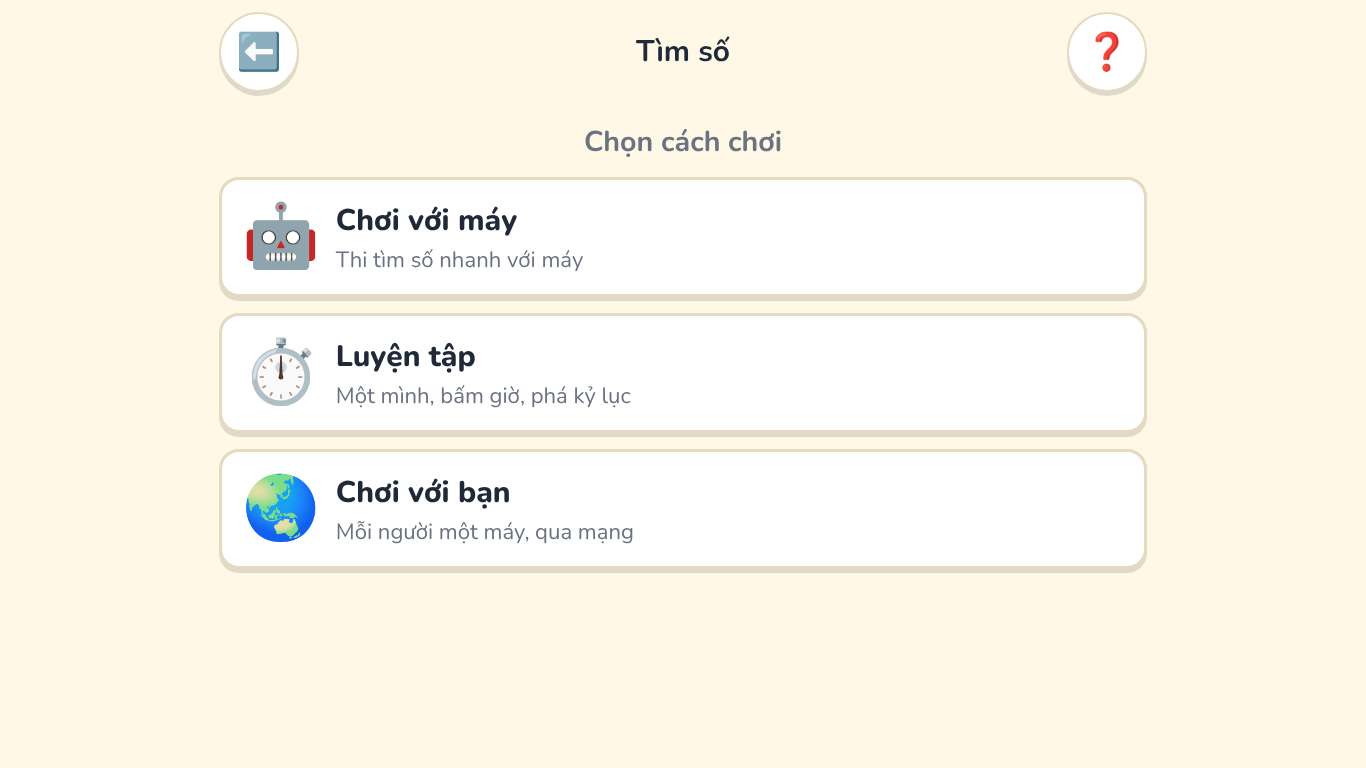 Tìm số
Chọn cách chơi
Chơi với máy
Thi tìm số nhanh với máy
Luyện tập
Một mình, bấm giờ, phá kỷ lục
Chơi với bạn
Mỗi người một máy, qua mạng